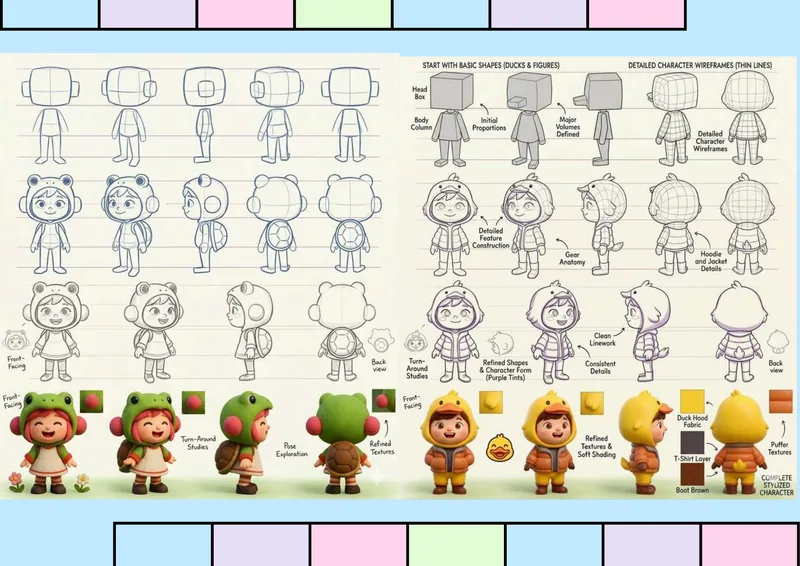 START WITH BASIC SHAPES (DUCKS & FIGURES)
DETAILED CHARACTER WIREFRAMES (THIN LINES)
Head
Box
Body
Column
Initial
Proportions
Major
Volumes
Defined
Detailed
Character
Wireframes
Detailed
Feature
Construction
Gear
Anatomy
Hoodie
and Jacket
Details
Front-
Facing
Back
view
Turn-
Around
Studies
Refined Shapes
& Character Form
(Purple Tints)
Clean
Linework
Consistent
Details
Back
view
Front-
Facing
Turn-Around
Studies
Pose
Exploration
Refined
Textures
Front-
Facing
Refined
Textures &
Soft Shading
Duck Hood
Fabric
T-Shirt Layer
Boot Brown
Puffer
Textures
COMPLETE
STYLIZED
CHARACTER